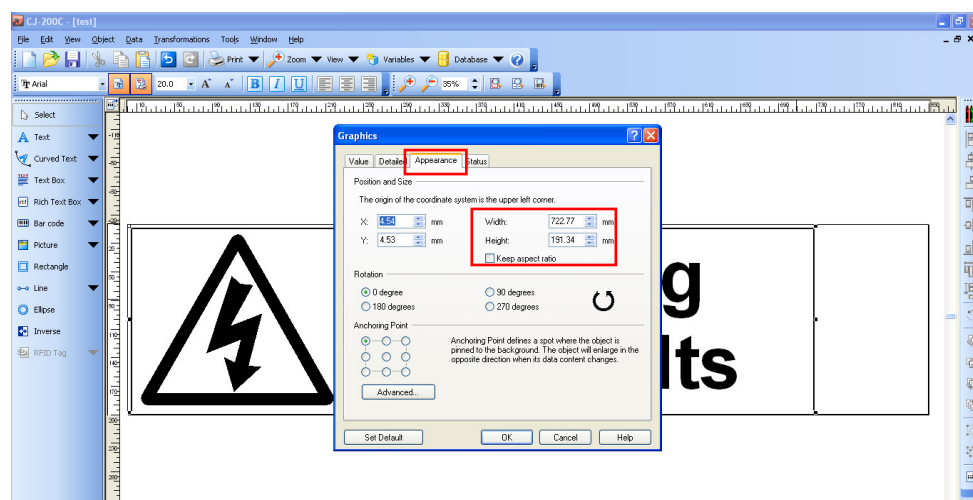 CJ-200C - [test]
File Edit View Object Data Transformations Tools Window Help
Print Zoom View Variables Database
Arial 20.0 A A B I U 35%
Select
Text
Curved Text
Text Box
Rich Text Box
Bar code
Picture
Rectangle
Line
Ellipse
Inverse
RFID Tag
Graphics
Value Detailed Appearance Status
Position and Size
The origin of the coordinate system is the upper left corner.
X: 4.54 mm Width: 722.77 mm
Y: 4.53 mm Height: 191.34 mm
Keep aspect ratio
Rotation
0 degree 90 degrees
180 degrees 270 degrees
Anchoring Point
Anchoring Point defines a spot where the object is
pinned to the background. The object will enlarge in the
opposite direction when its data content changes.
Advanced...
Set Default OK Cancel Help
g
lts